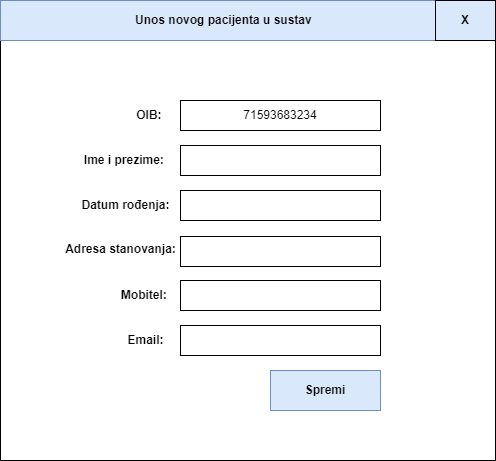 Unos novog pacijenta u sustav X
OIB: 71593683234
Ime i prezime:
Datum rođenja:
Adresa stanovanja:
Mobitel:
Email:
Spremi